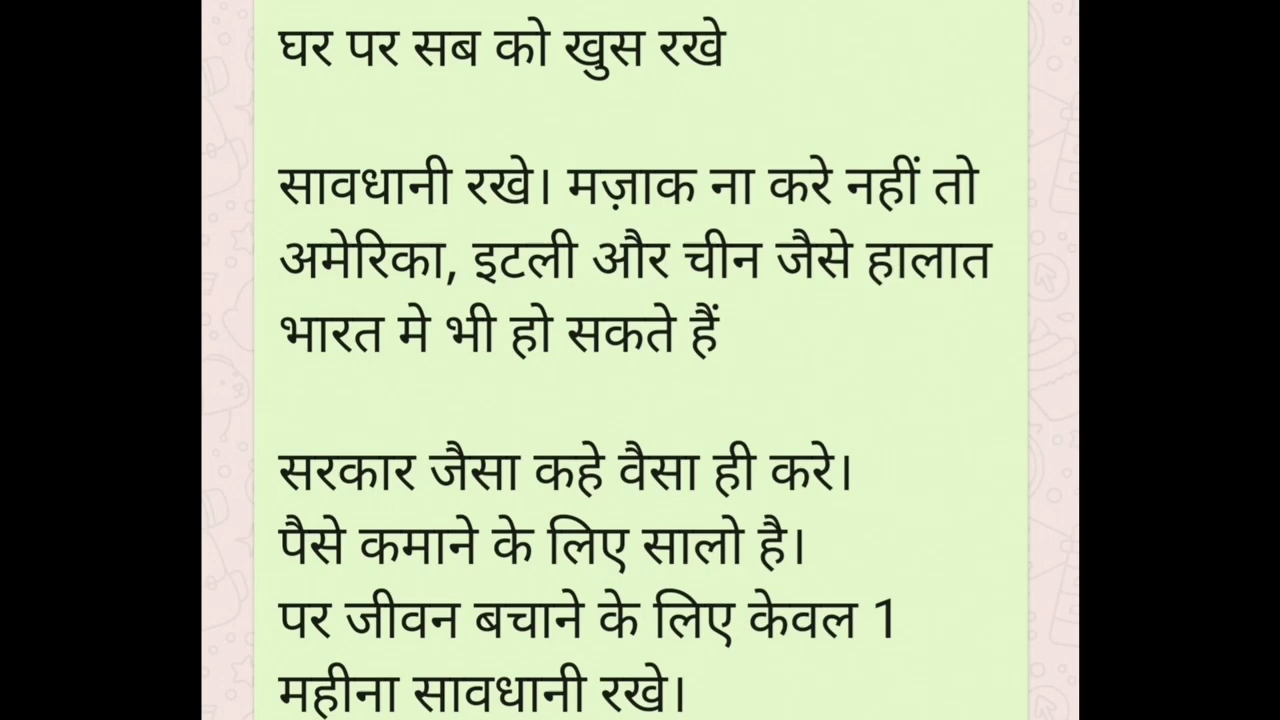 घर पर सब को खुस रखे
सावधानी रखे। मज़ाक ना करे नहीं तो
अमेरिका, इटली और चीन जैसे हालात
भारत मे भी हो सकते हैं
सरकार जैसा कहे वैसा ही करे।
पैसे कमाने के लिए सालो है।
पर जीवन बचाने के लिए केवल 1
महीना सावधानी रखे।